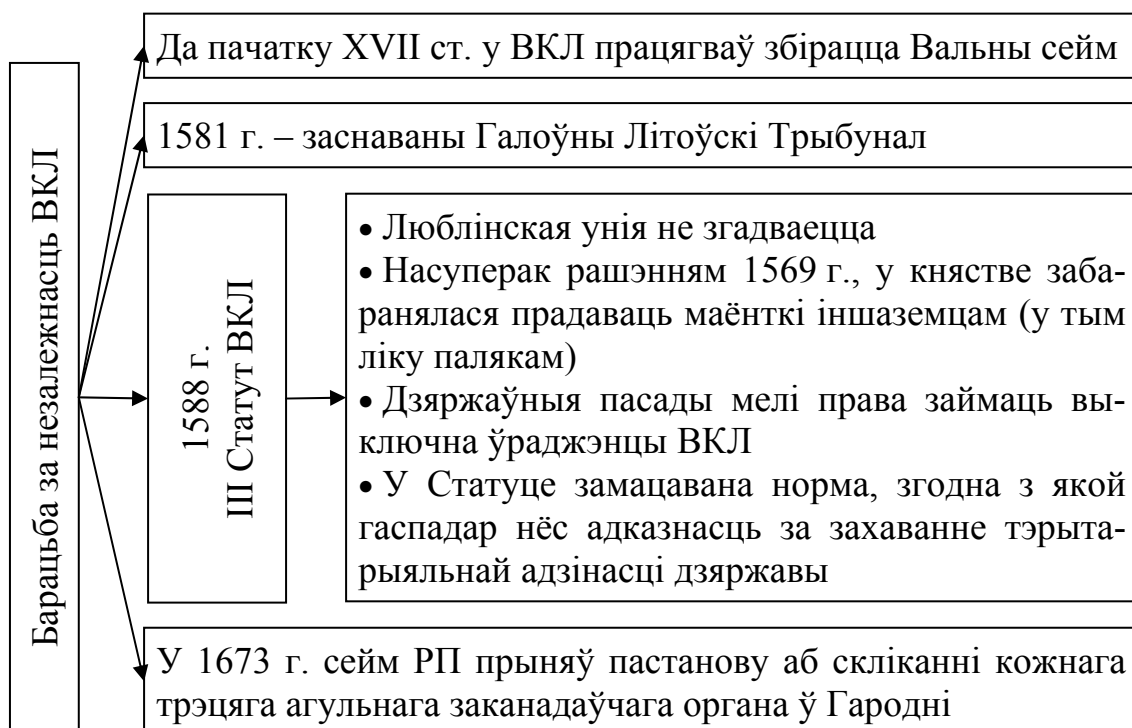 Барацьба за незалежнасць ВКЛ
Да пачатку XVII ст. у ВКЛ працягваў збірацца Вальны сейм
1581 г. – заснаваны Галоўны Літоўскі Трыбунал
1588 г.
III Статут ВКЛ
• Люблінская унія не згадваецца
• Насуперак рашэнням 1569 г., у княстве заба-
ранялася прадаваць маёнткі іншаземцам (у тым
ліку палякам)
• Дзяржаўныя пасады мелі права займаць вы-
ключна ўраджэнцы ВКЛ
• У Статуце замацавана норма, згодна з якой
гаспадар нёс адказнасць за захаванне тэрыта-
рыяльнай адзінасці дзяржавы
У 1673 г. сейм РП прыняў пастанову аб скліканні кожнага
трэцяга агульнага заканадаўчага органа ў Гародні